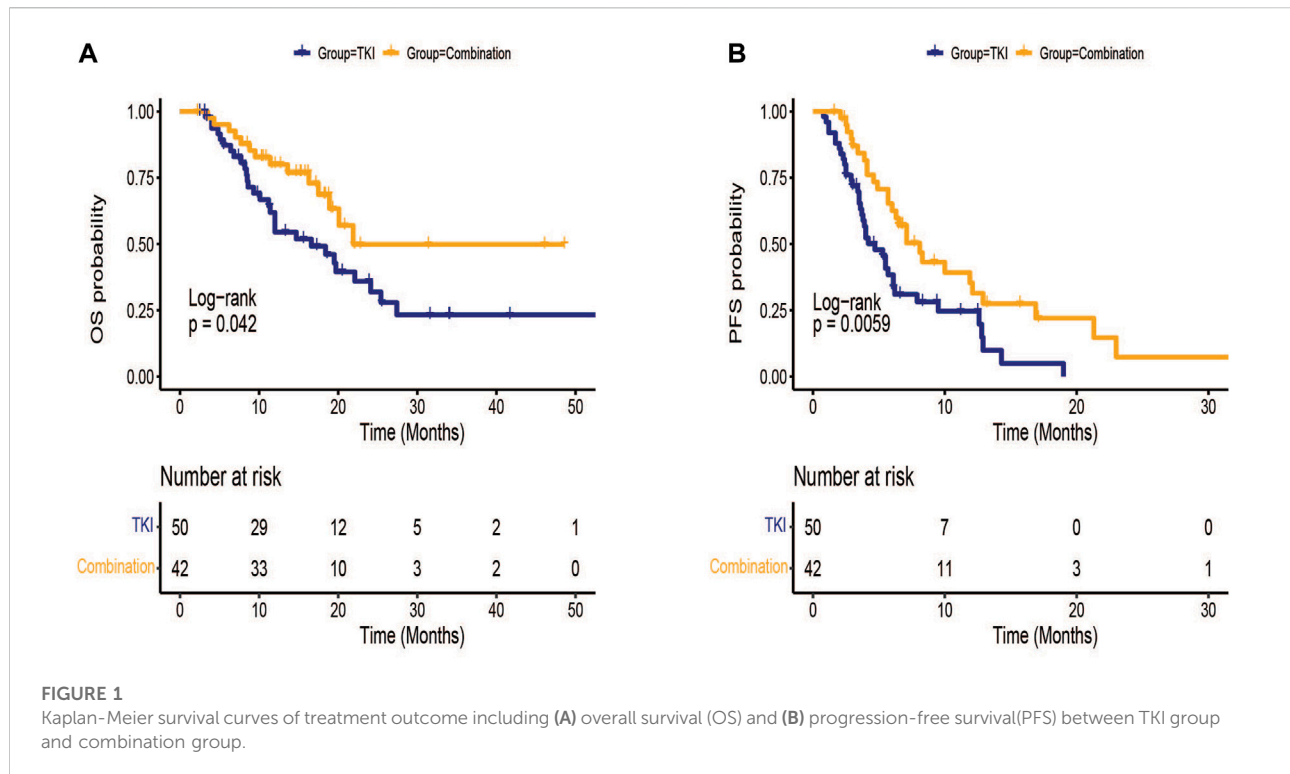 A
Group=TKI Group=Combination
1.00
0.75
0.50
0.25
0.00
OS probability
Log-rank
p = 0.042
0 10 20 30 40 50
Time (Months)
Number at risk
TKI 50 29 12 5 2 1
Combination 42 33 10 3 2 0
0 10 20 30 40 50
Time (Months)
B
Group=TKI Group=Combination
1.00
0.75
0.50
0.25
0.00
PFS probability
Log-rank
p = 0.0059
0 10 20 30
Time (Months)
Number at risk
TKI 50 7 0 0
Combination 42 11 3 1
0 10 20 30
Time (Months)
FIGURE 1
Kaplan-Meier survival curves of treatment outcome including (A) overall survival (OS) and (B) progression-free survival(PFS) between TKI group
and combination group.